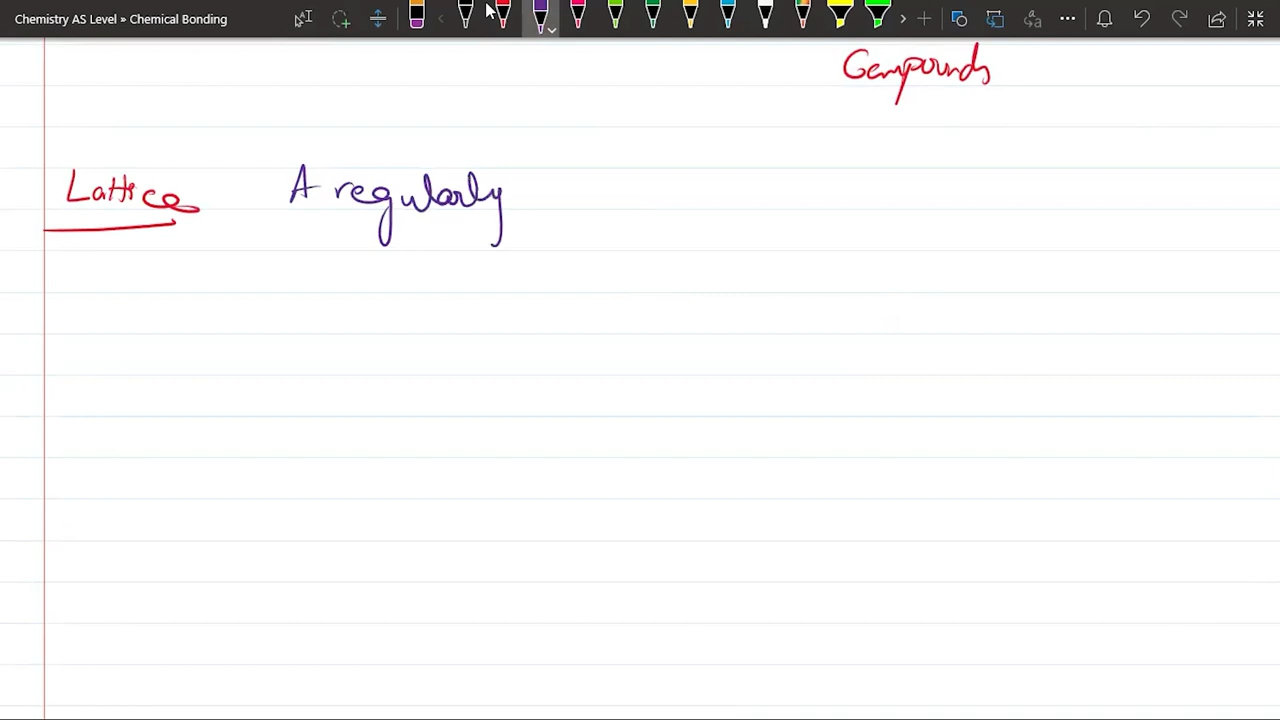 Chemistry AS Level » Chemical Bonding
Compounds
Lattice A regularly